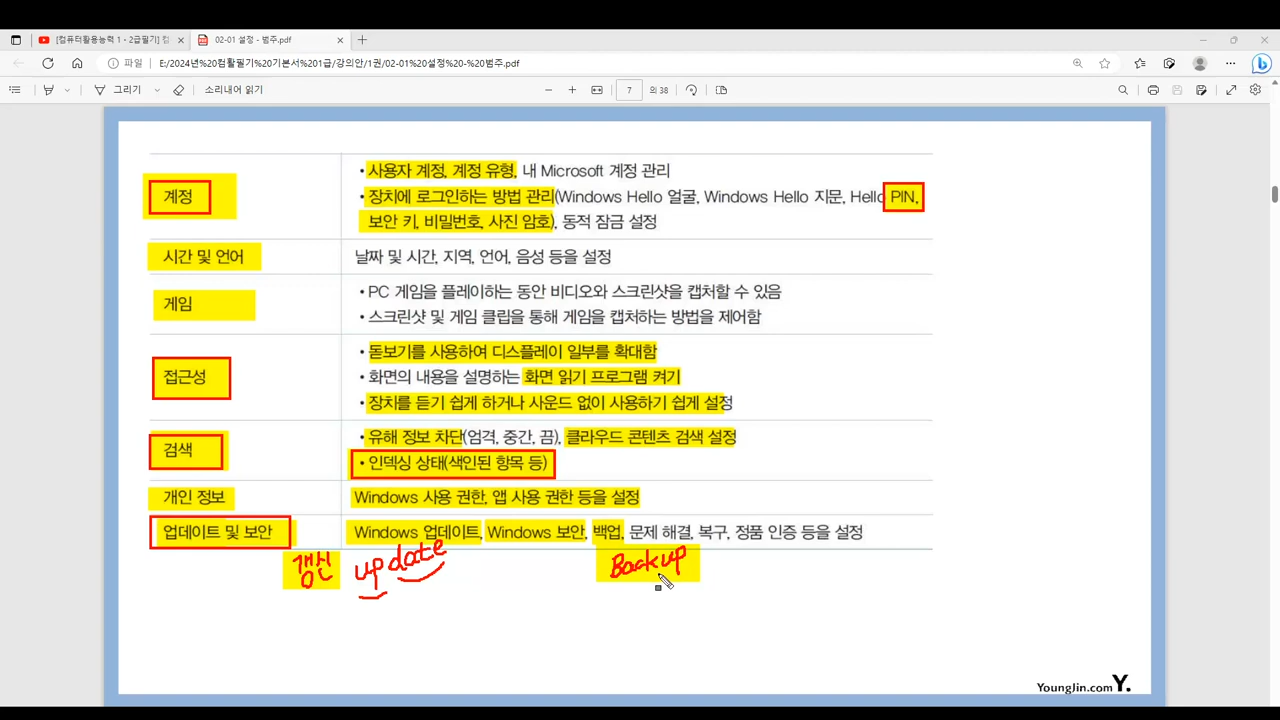 [컴퓨터활용능력 1 - 2급필기] 컴
02-01 설정 - 범주.pdf
파일
E:/2024년%20컴활필기%20기본서%201급/강의안/1권/02-01%20설정%20-%20범주.pdf
그리기
소리내어 읽기
7
의 38
계정
• 사용자 계정, 계정 유형, 내 Microsoft 계정 관리
• 장치에 로그인하는 방법 관리(Windows Hello 얼굴, Windows Hello 지문, Hello PIN,
보안 키, 비밀번호, 사진 암호), 동적 잠금 설정
시간 및 언어
날짜 및 시간, 지역, 언어, 음성 등을 설정
게임
• PC 게임을 플레이하는 동안 비디오와 스크린샷을 캡처할 수 있음
• 스크린샷 및 게임 클립을 통해 게임을 캡처하는 방법을 제어함
접근성
• 돋보기를 사용하여 디스플레이 일부를 확대함
• 화면의 내용을 설명하는 화면 읽기 프로그램 켜기
• 장치를 듣기 쉽게 하거나 사운드 없이 사용하기 쉽게 설정
검색
• 유해 정보 차단(엄격, 중간, 끔), 클라우드 콘텐츠 검색 설정
• 인덱싱 상태(색인된 항목 등)
개인 정보
Windows 사용 권한, 앱 사용 권한 등을 설정
업데이트 및 보안
Windows 업데이트, Windows 보안, 백업, 문제 해결, 복구, 정품 인증 등을 설정
갱신
update
Backup
YoungJin.com Y.